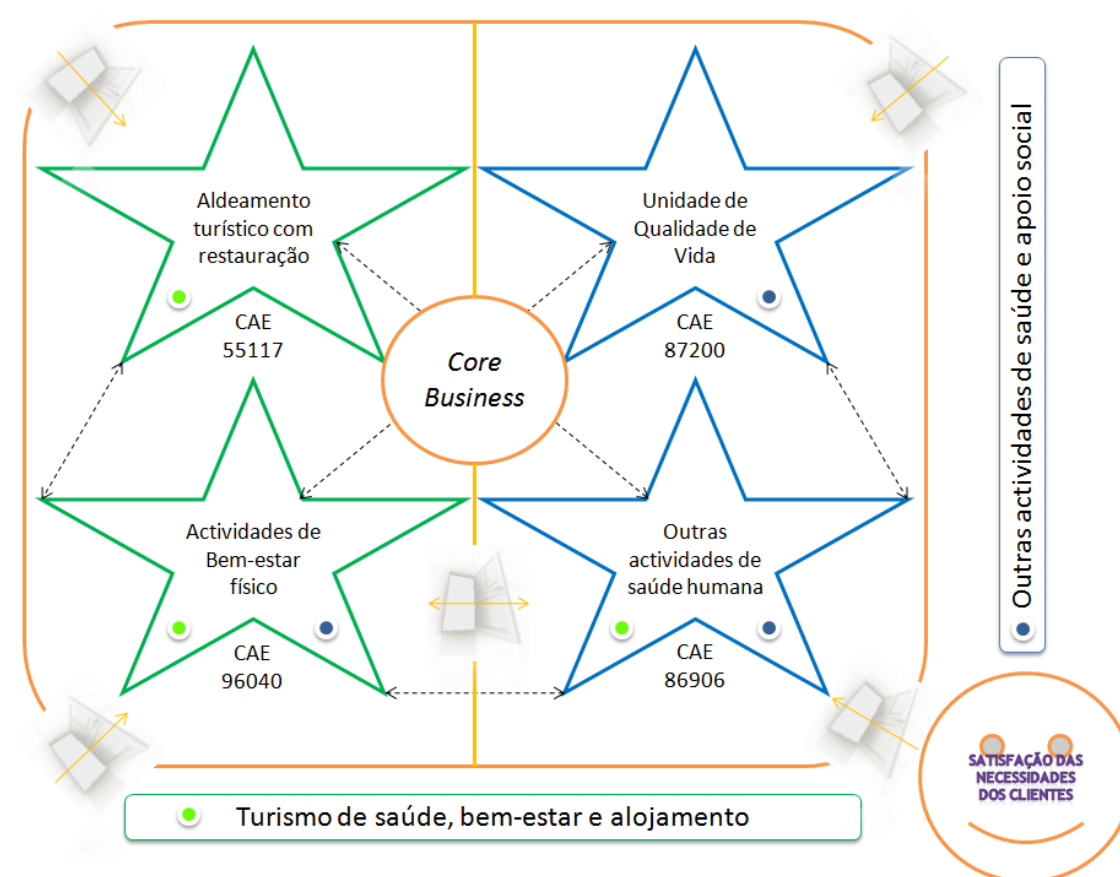 Aldeamento
turístico com
restauração
CAE
55117
Unidade de
Qualidade de
Vida
CAE
87200
Core
Business
Actividades de
Bem-estar
físico
CAE
96040
Outras
actividades de
saúde humana
CAE
86906
Outras actividades de saúde e apoio social
Turismo de saúde, bem-estar e alojamento
SATISFAÇÃO DAS
NECESSIDADES
DOS CLIENTES